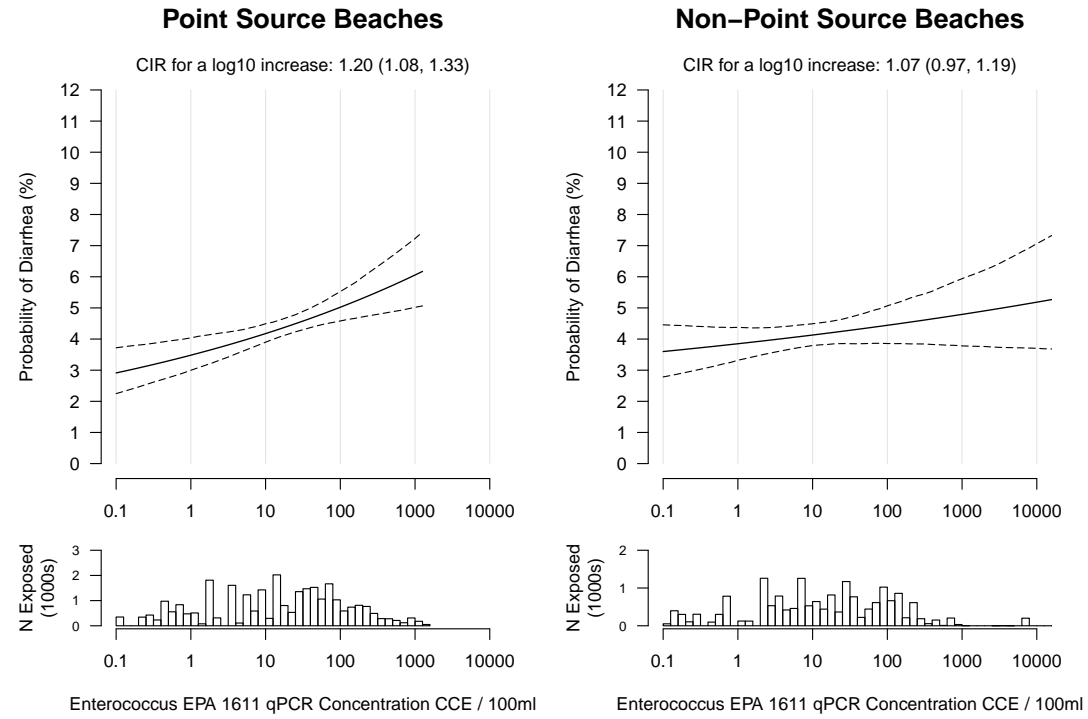 Point Source Beaches
CIR for a log10 increase: 1.20 (1.08, 1.33)
Probability of Diarrhea (%)
12
11
10
9
8
7
6
5
4
3
2
1
0
0.1 1 10 100 1000 10000
N Exposed
(1000s)
3
2
1
0
0.1 1 10 100 1000 10000
Enterococcus EPA 1611 qPCR Concentration CCE / 100ml
Non−Point Source Beaches
CIR for a log10 increase: 1.07 (0.97, 1.19)
Probability of Diarrhea (%)
12
11
10
9
8
7
6
5
4
3
2
1
0
0.1 1 10 100 1000 10000
N Exposed
(1000s)
2
1
0
0.1 1 10 100 1000 10000
Enterococcus EPA 1611 qPCR Concentration CCE / 100ml